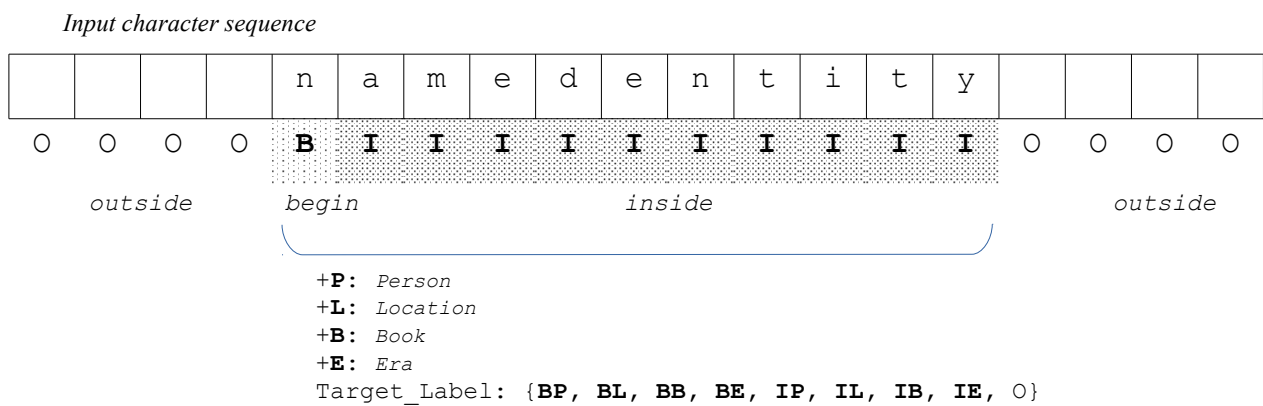 Input character sequence
n a m e d e n t i t y
O O O O B I I I I I I I I I I O O O O
outside begin inside outside
+P: Person
+L: Location
+B: Book
+E: Era
Target_Label: {BP, BL, BB, BE, IP, IL, IB, IE, O}